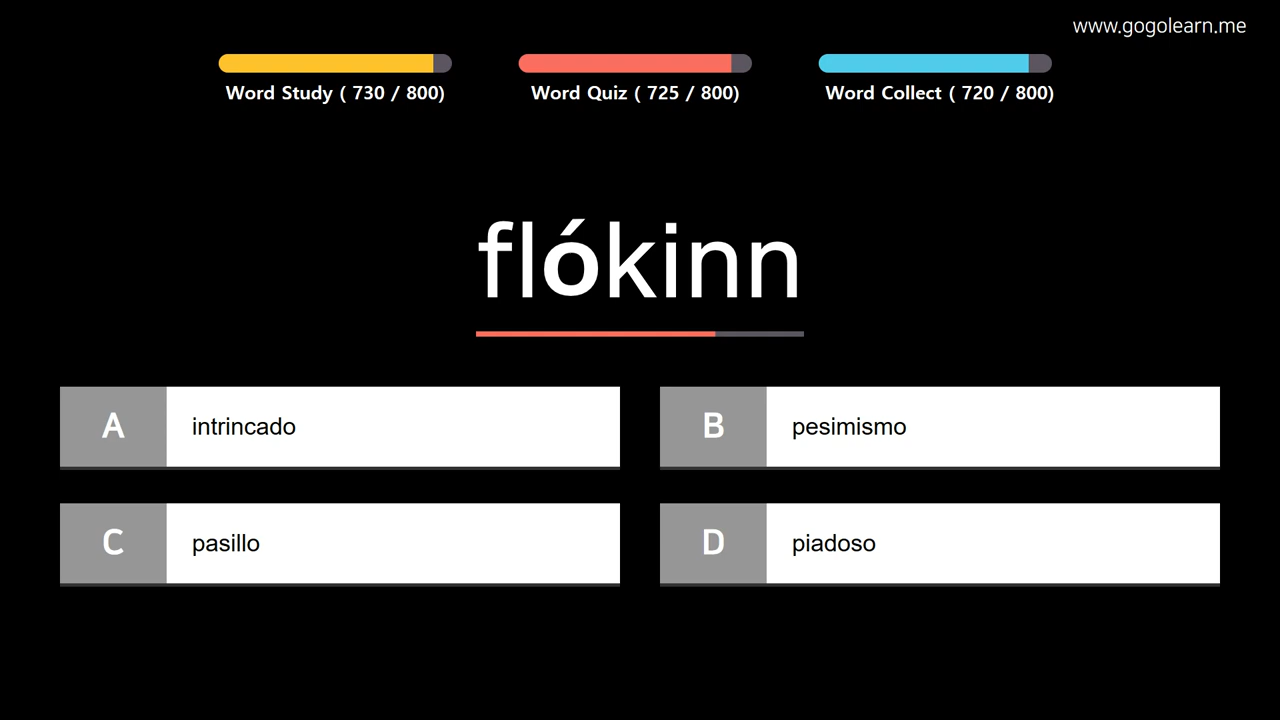 www.gogolearn.me
Word Study ( 730 / 800)
Word Quiz ( 725 / 800)
Word Collect ( 720 / 800)
flókinn
A intrincado
B pesimismo
C pasillo
D piadoso